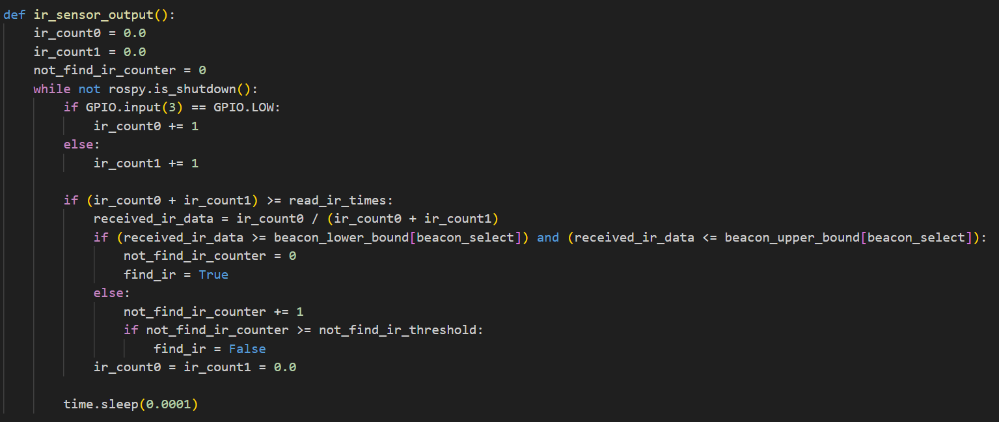 def ir_sensor_output():
    ir_count0 = 0.0
    ir_count1 = 0.0
    not_find_ir_counter = 0
    while not rospy.is_shutdown():
        if GPIO.input(3) == GPIO.LOW:
            ir_count0 += 1
        else:
            ir_count1 += 1

        if (ir_count0 + ir_count1) >= read_ir_times:
            received_ir_data = ir_count0 / (ir_count0 + ir_count1)
            if (received_ir_data >= beacon_lower_bound[beacon_select]) and (received_ir_data <= beacon_upper_bound[beacon_select]):
                not_find_ir_counter = 0
                find_ir = True
            else:
                not_find_ir_counter += 1
                if not_find_ir_counter >= not_find_ir_threshold:
                    find_ir = False
            ir_count0 = ir_count1 = 0.0

        time.sleep(0.0001)